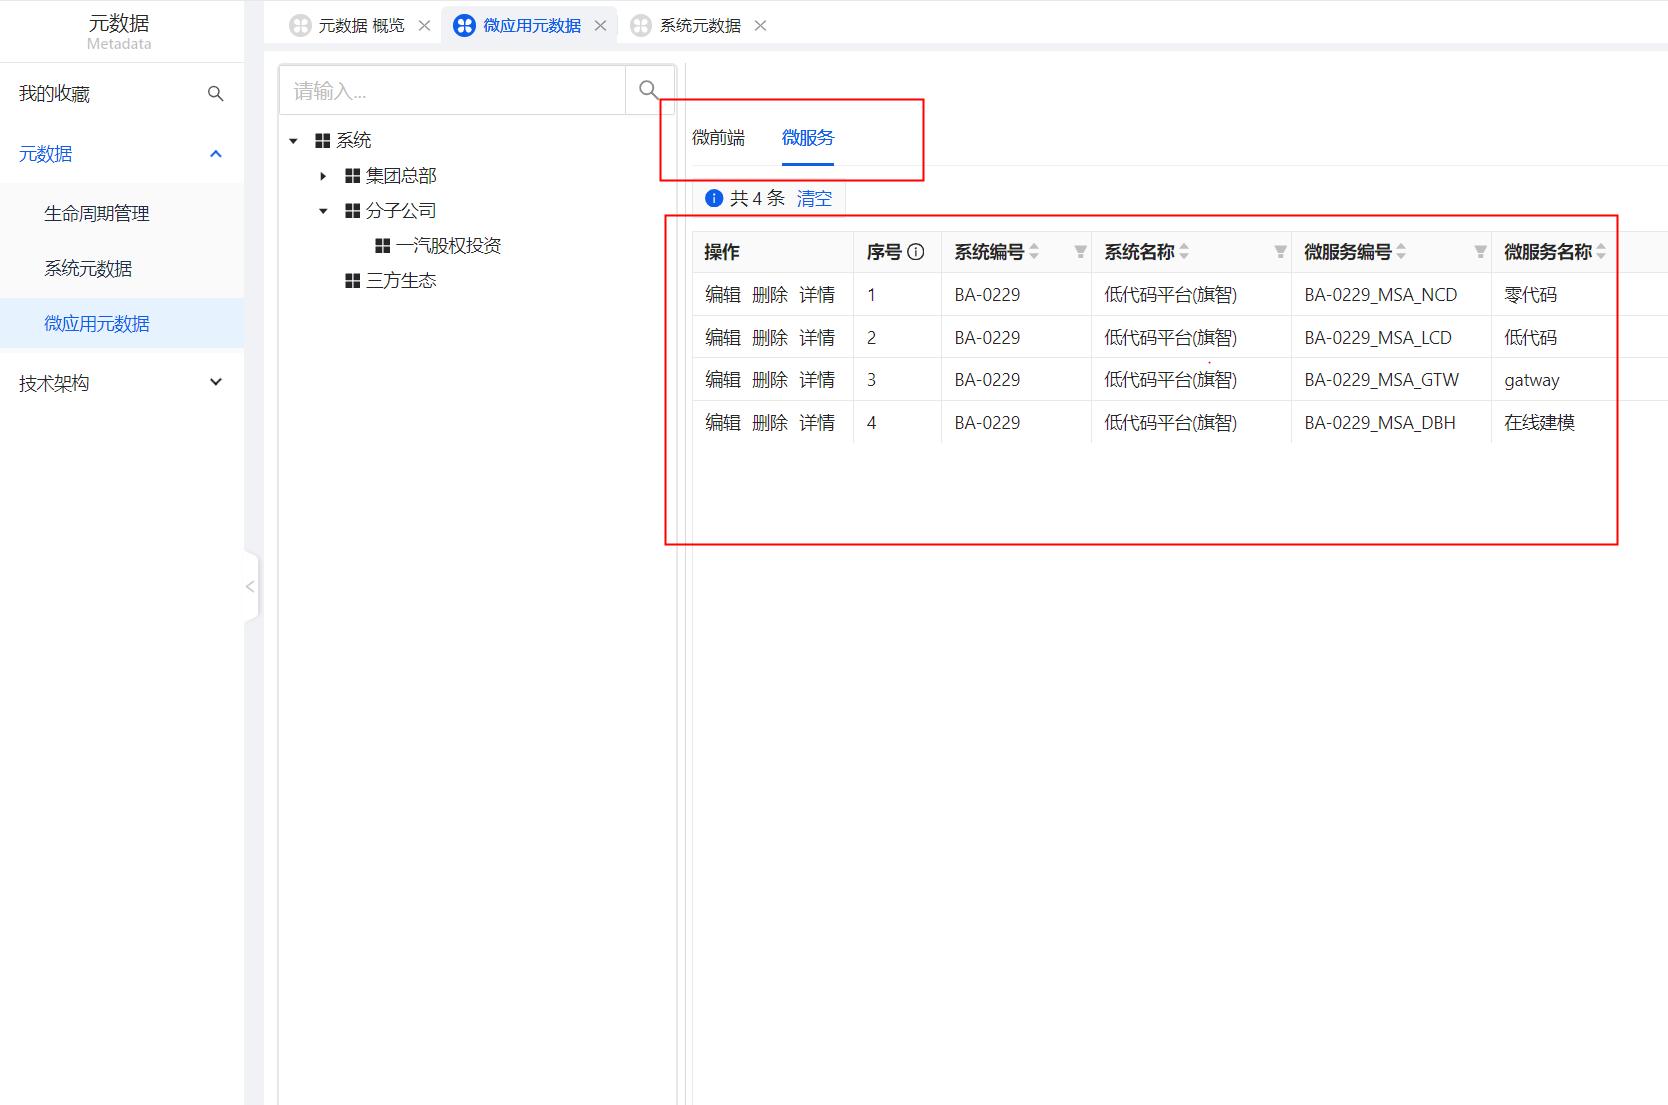 元数据
Metadata
我的收藏
元数据
生命周期管理
系统元数据
微应用元数据
技术架构
元数据 概览
微应用元数据
系统元数据
请输入...
系统
集团总部
分子公司
一汽股权投资
三方生态
微前端 微服务
共 4 条 清空
操作 序号 系统编号 系统名称 微服务编号 微服务名称
编辑 删除 详情 1 BA-0229 低代码平台(旗智) BA-0229_MSA_NCD 零代码
编辑 删除 详情 2 BA-0229 低代码平台(旗智) BA-0229_MSA_LCD 低代码
编辑 删除 详情 3 BA-0229 低代码平台(旗智) BA-0229_MSA_GTW gatway
编辑 删除 详情 4 BA-0229 低代码平台(旗智) BA-0229_MSA_DBH 在线建模